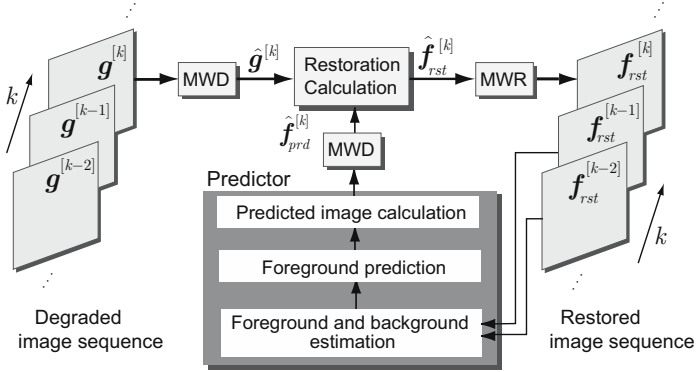 g^[k]
g^[k-1]
g^[k-2]
k
MWD
ĝ^[k]
Restoration
Calculation
f̂_rst^[k]
MWR
f_rst^[k]
f_rst^[k-1]
f_rst^[k-2]
k
f̂_prd^[k]
MWD
Predictor
Predicted image calculation
Foreground prediction
Foreground and background
estimation
Degraded
image sequence
Restored
image sequence